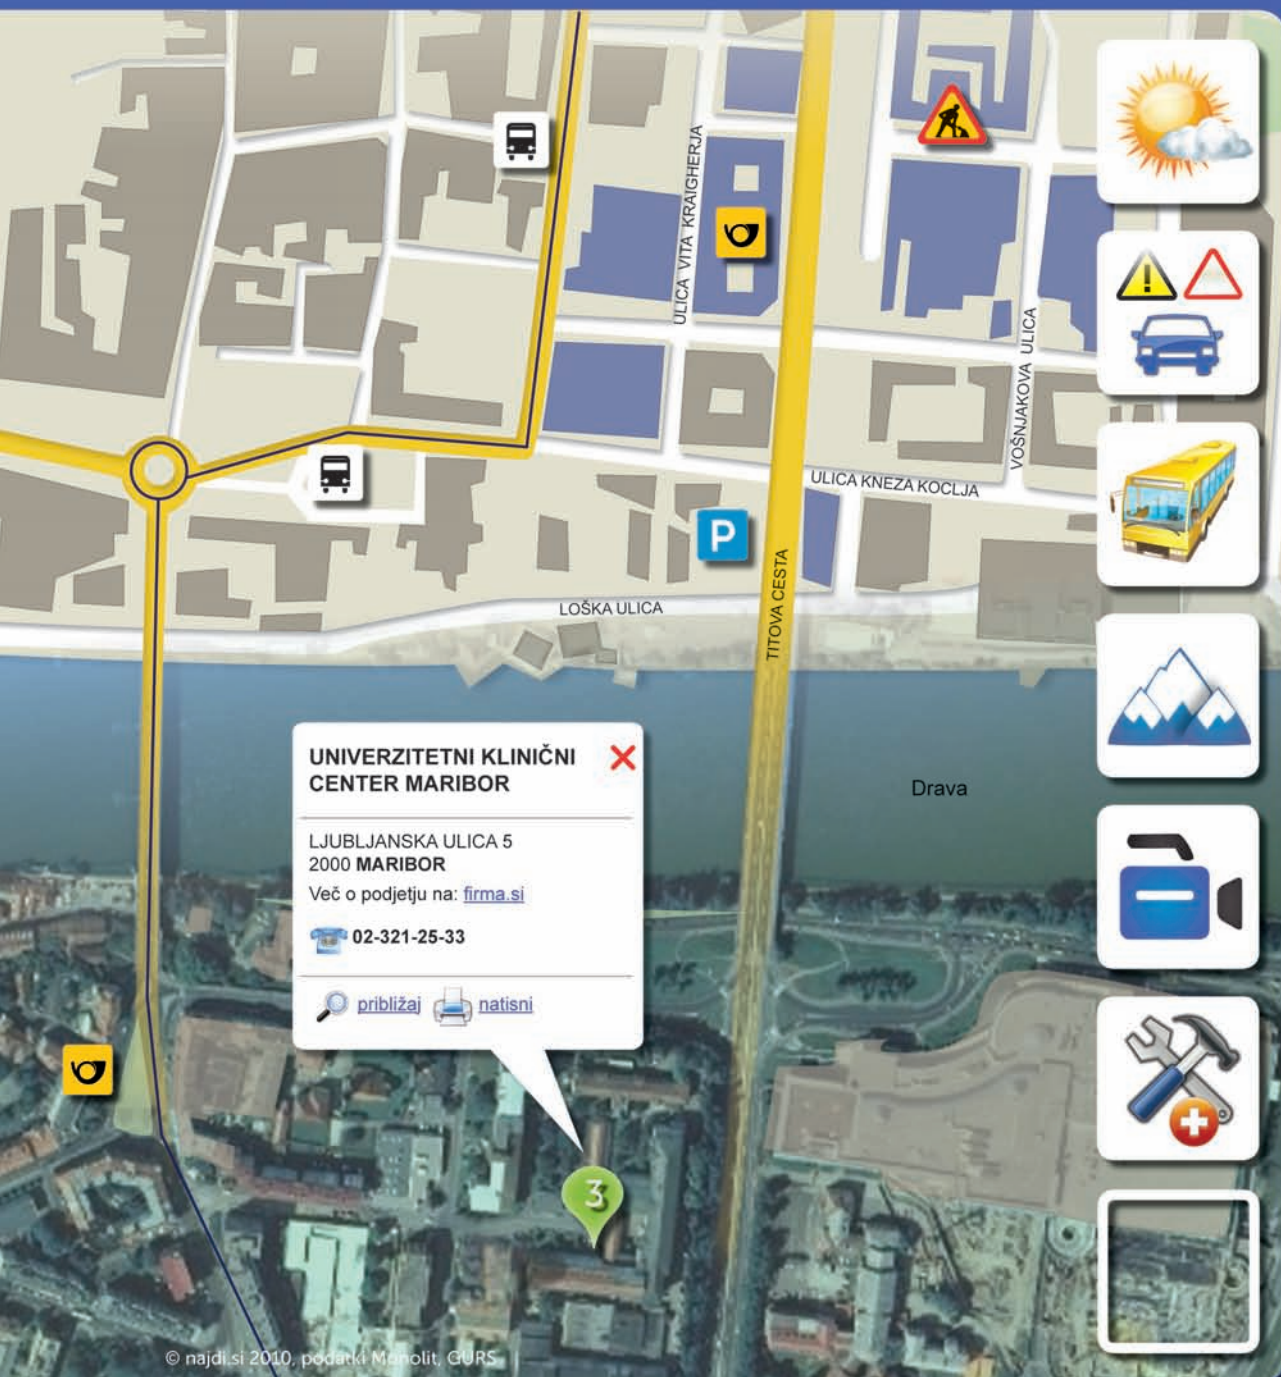 ULICA VITA KRAIGHERJA
VOŠNJAKOVA ULICA
ULICA KNEZA KOCLJA
P
TITOVA CESTA
LOŠKA ULICA
UNIVERZITETNI KLINIČNI
CENTER MARIBOR
LJUBLJANSKA ULICA 5
2000 MARIBOR
Več o podjetju na: firma.si
02-321-25-33
približaj natisni
Drava
3
© najdi.si 2010, podatki Monolit, GURS